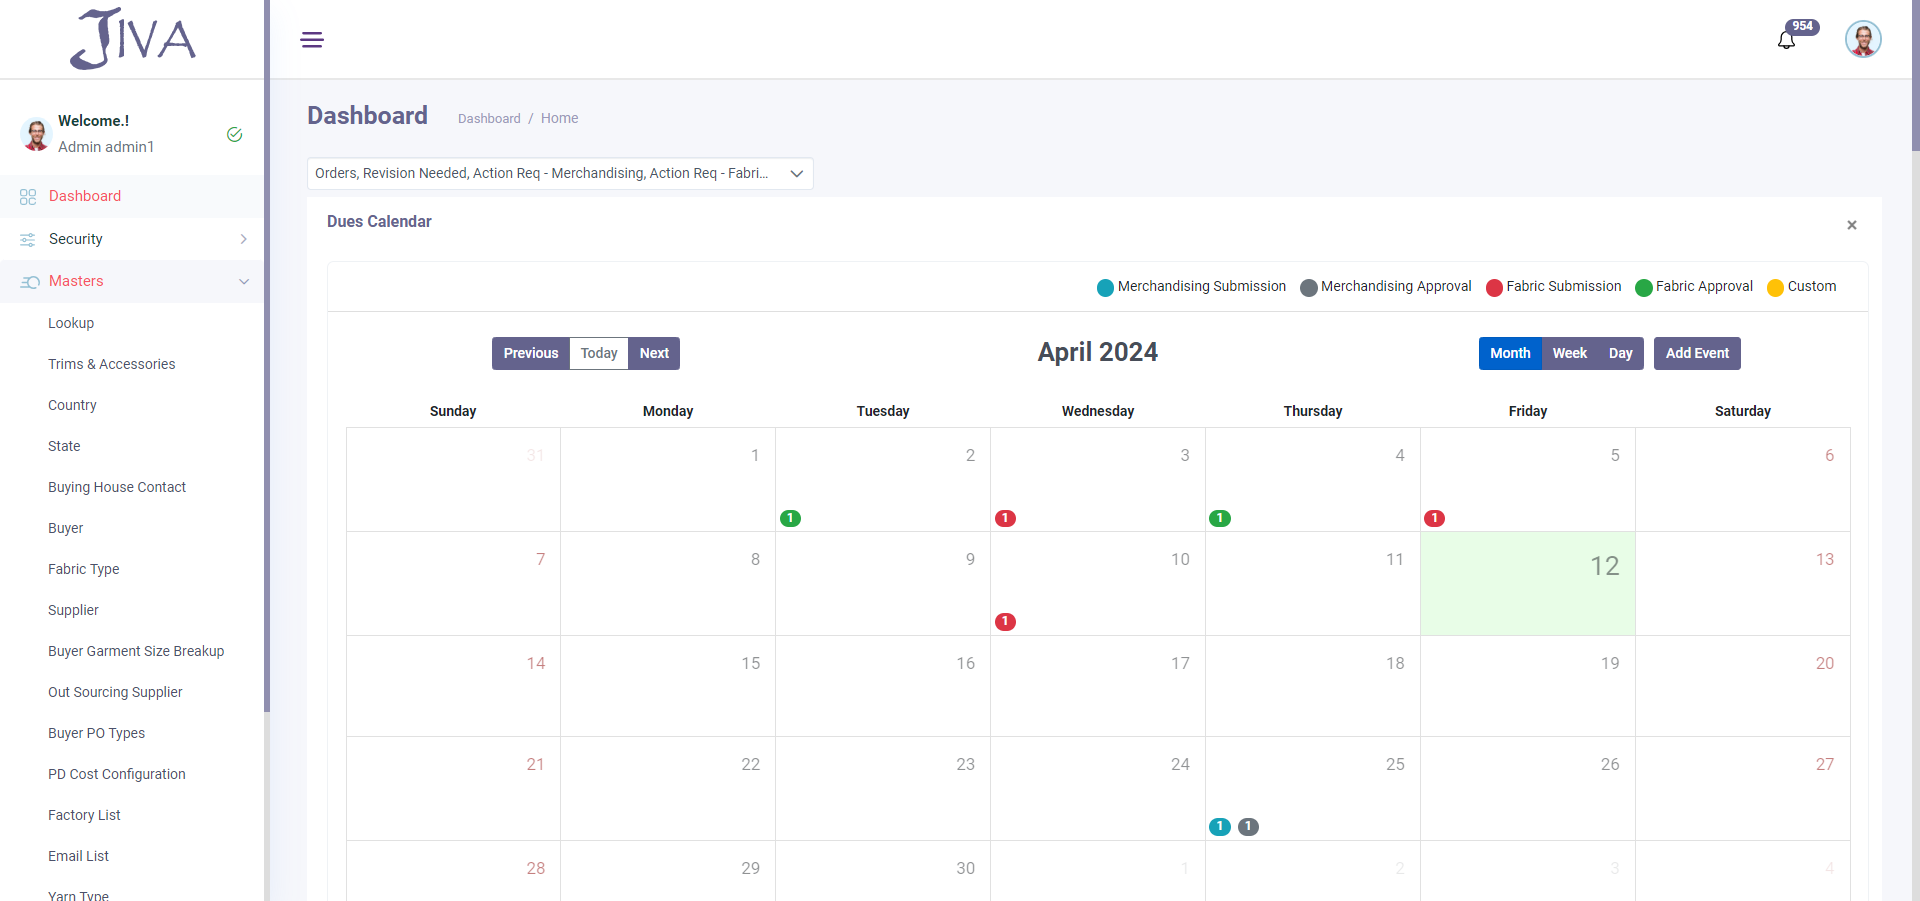 JIVA
954
Welcome.!
Admin admin1
Dashboard
Security
Masters
Lookup
Trims & Accessories
Country
State
Buying House Contact
Buyer
Fabric Type
Supplier
Buyer Garment Size Breakup
Out Sourcing Supplier
Buyer PO Types
PD Cost Configuration
Factory List
Email List
Yarn Type
Dashboard
Dashboard / Home
Orders, Revision Needed, Action Req - Merchandising, Action Req - Fabri...
Dues Calendar
×
Merchandising Submission Merchandising Approval Fabric Submission Fabric Approval Custom
Previous Today Next
April 2024
Month Week Day Add Event
Sunday Monday Tuesday Wednesday Thursday Friday Saturday
31 1 2 3 4 5 6
1 1 1 1
7 8 9 10 11 12 13
1
14 15 16 17 18 19 20
21 22 23 24 25 26 27
1 1
28 29 30 1 2 3 4